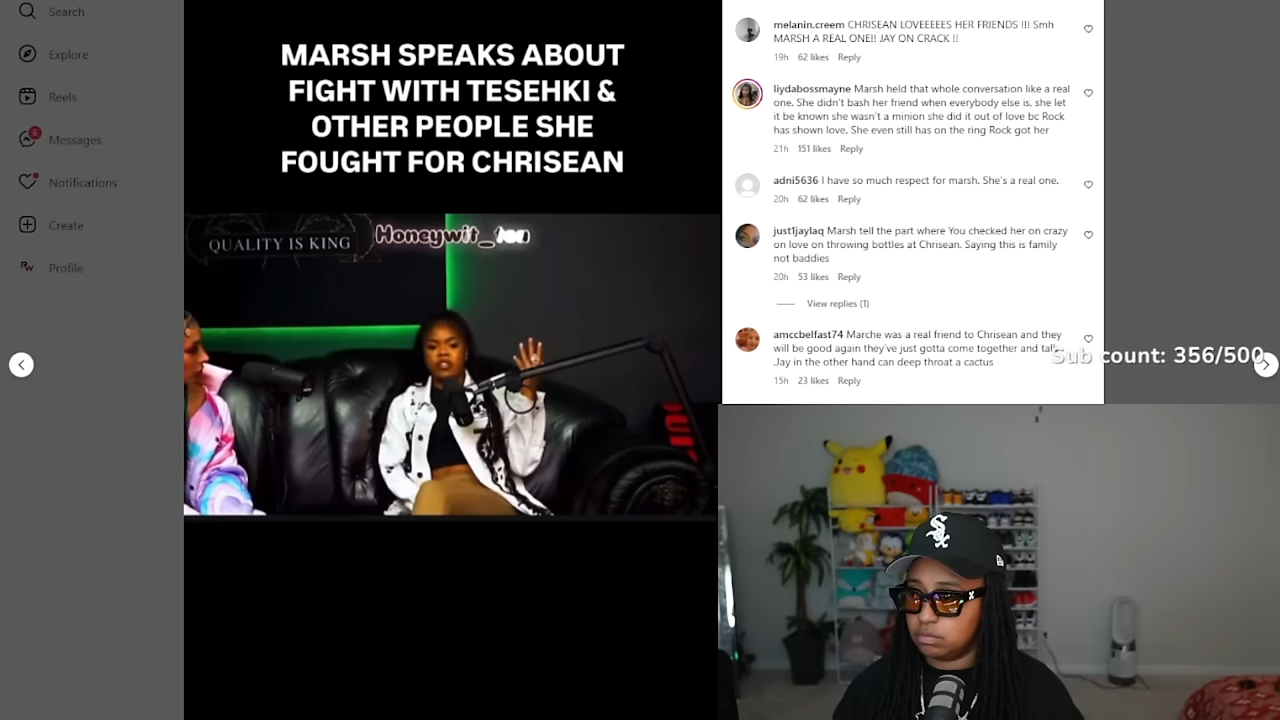 Search
Explore
Reels
6
Messages
Notifications
Create
Profile
MARSH SPEAKS ABOUT
FIGHT WITH TESEHKI &
OTHER PEOPLE SHE
FOUGHT FOR CHRISEAN
QUALITY IS KING
Honeywit_1ea
melanin.creem CHRISEAN LOVEEEEES HER FRIENDS !!! Smh
MARSH A REAL ONE!! JAY ON CRACK !!
19h 62 likes Reply
liydabossmayne Marsh held that whole conversation like a real
one. She didn't bash her friend when everybody else is, she let
it be known she wasn't a minion she did it out of love bc Rock
has shown love. She even still has on the ring Rock got her
21h 151 likes Reply
adni5636 I have so much respect for marsh. She's a real one.
20h 62 likes Reply
just1jaylaq Marsh tell the part where You checked her on crazy
on love on throwing bottles at Chrisean. Saying this is family
not baddies
20h 53 likes Reply
View replies (1)
amccbelfast74 Marche was a real friend to Chrisean and they
will be good again they've just gotta come together and talk.
Jay in the other hand can deep throat a cactus
15h 23 likes Reply
Sub count: 356/500
Sox